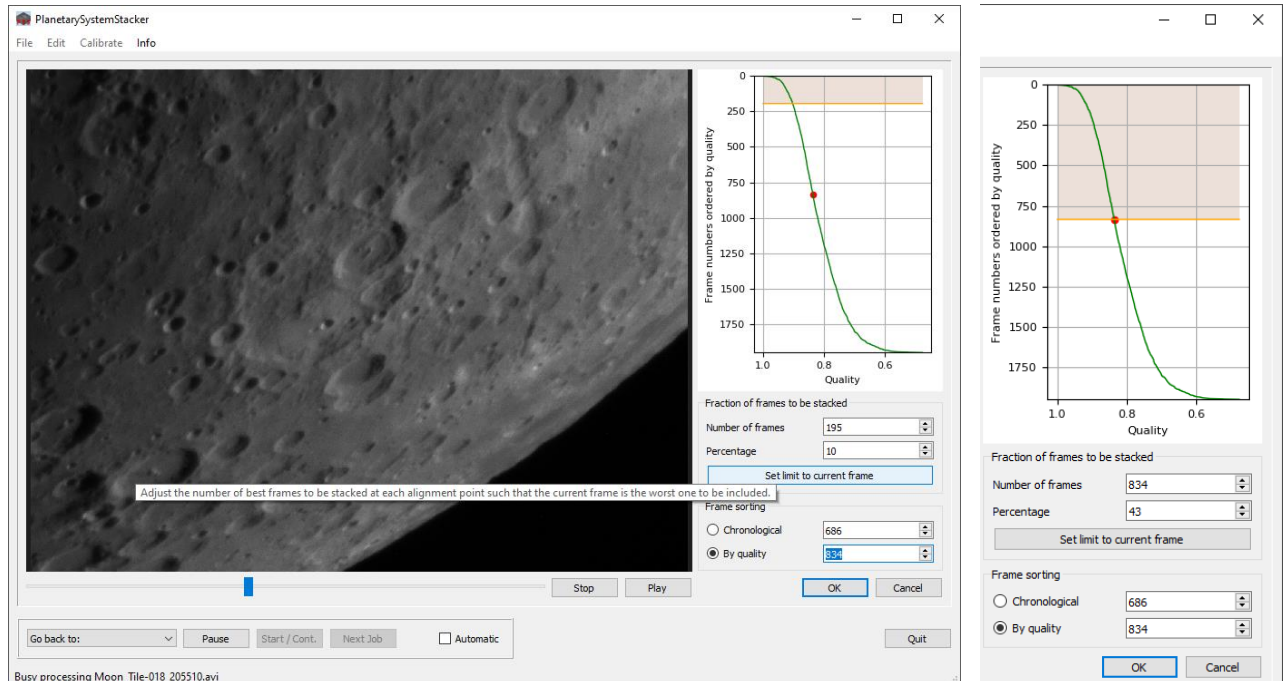 PlanetarySystemStacker
File Edit Calibrate Info
0
250
500
750
1000
1250
1500
1750
Frame numbers ordered by quality
1.0 0.8 0.6
Quality
Fraction of frames to be stacked
Number of frames 195
Percentage 10
Set limit to current frame
Adjust the number of best frames to be stacked at each alignment point such that the current frame is the worst one to be included.
Frame sorting
Chronological 686
By quality 834
Stop Play OK Cancel
Go back to: Pause Start / Cont. Next Job Automatic Quit
Busy processing Moon_Tile-018_205510.avi
0
250
500
750
1000
1250
1500
1750
Frame numbers ordered by quality
1.0 0.8 0.6
Quality
Fraction of frames to be stacked
Number of frames 834
Percentage 43
Set limit to current frame
Frame sorting
Chronological 686
By quality 834
OK Cancel